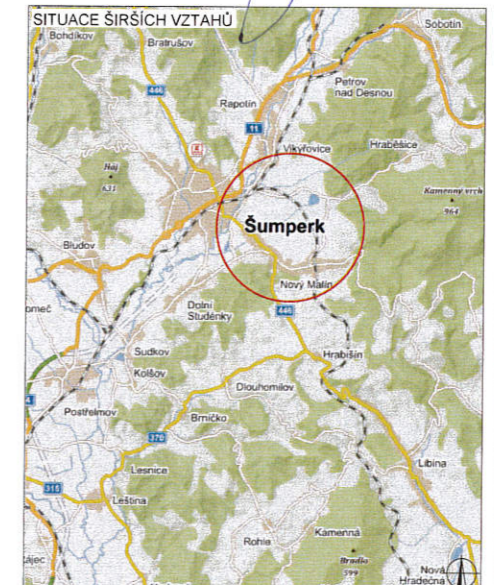 SITUACE ŠIRŠÍCH VZTAHŮ
Bohdíkov
Bratrušov
Sobotín
446
Petrov
nad Desnou
Rapotín
11
Vikýřovice
Hraběšice
Háj
631
Kamenný vrch
964
Šumperk
Bludov
Nový Malín
Dolní
Studénky
446
Sudkov
Hrabišín
Kolšov
Dlouhomilov
Postřelmov
Brníčko
370
Lesnice
Libina
315
Leština
Rohle
Kamenná
Bradlo
599
Nová
Hradečná